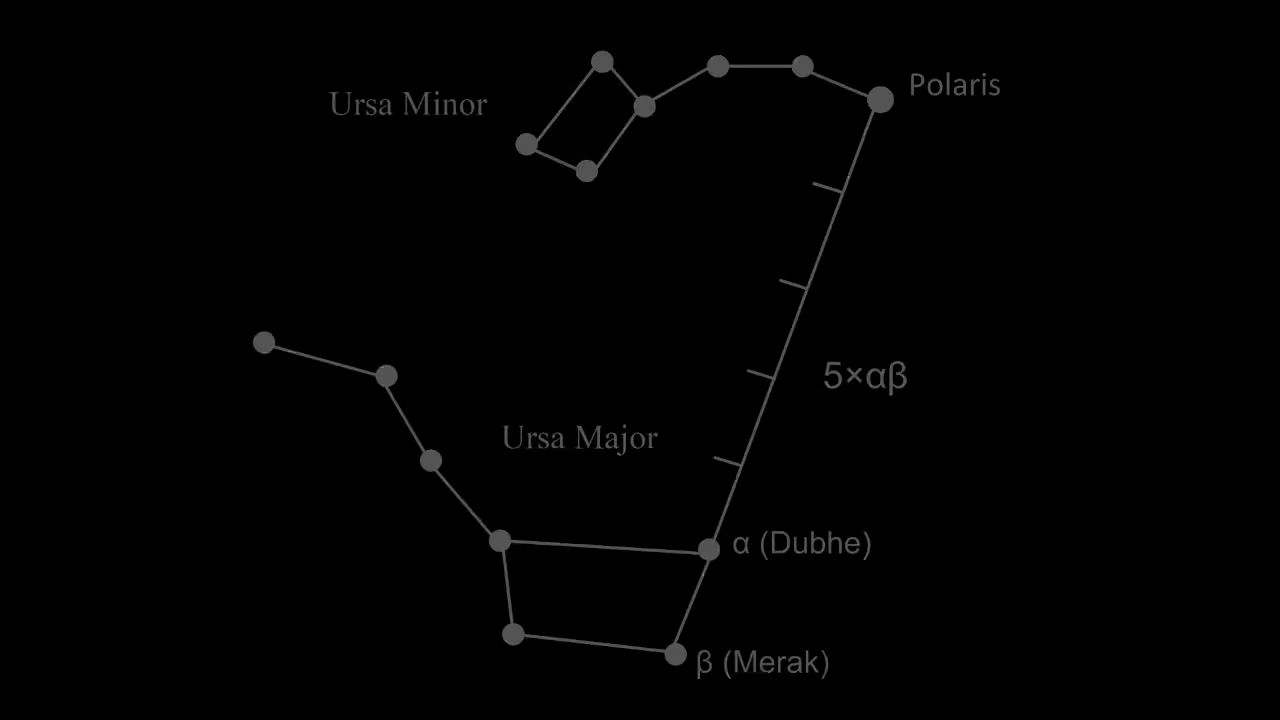 Polaris
Ursa Minor
5×αβ
Ursa Major
α (Dubhe)
β (Merak)